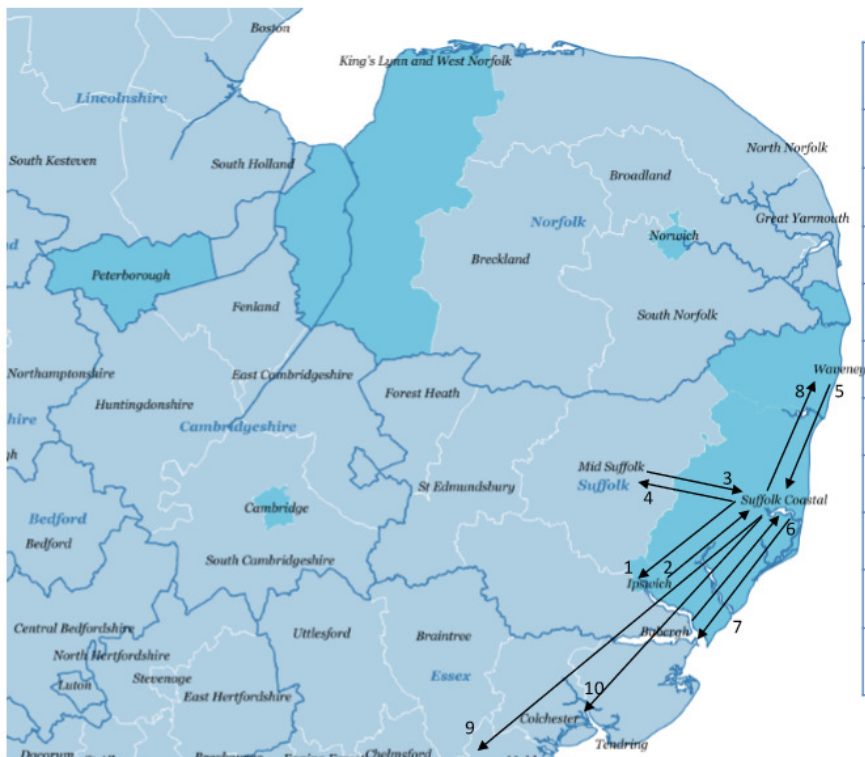 Boston
King's Lynn and West Norfolk
Lincolnshire
South Kesteven
South Holland
North Norfolk
Broadland
Great Yarmouth
Norfolk
Norwich
Breckland
Peterborough
Fenland
South Norfolk
Northamptonshire
East Cambridgeshire
Waveney
Forest Heath
8
5
Huntingdonshire
hire
Cambridgeshire
Mid Suffolk
3
St Edmundsbury
Suffolk
4
Suffolk Coastal
Cambridge
Bedford
6
Bedford
South Cambridgeshire
1
2
Ipswich
7
Central Bedfordshire
Uttlesford
Braintree
Babergh
North Hertfordshire
Stevenage
Essex
Luton
East Hertfordshire
10
9
Colchester
Tendring
Dacorum
Chelmsford